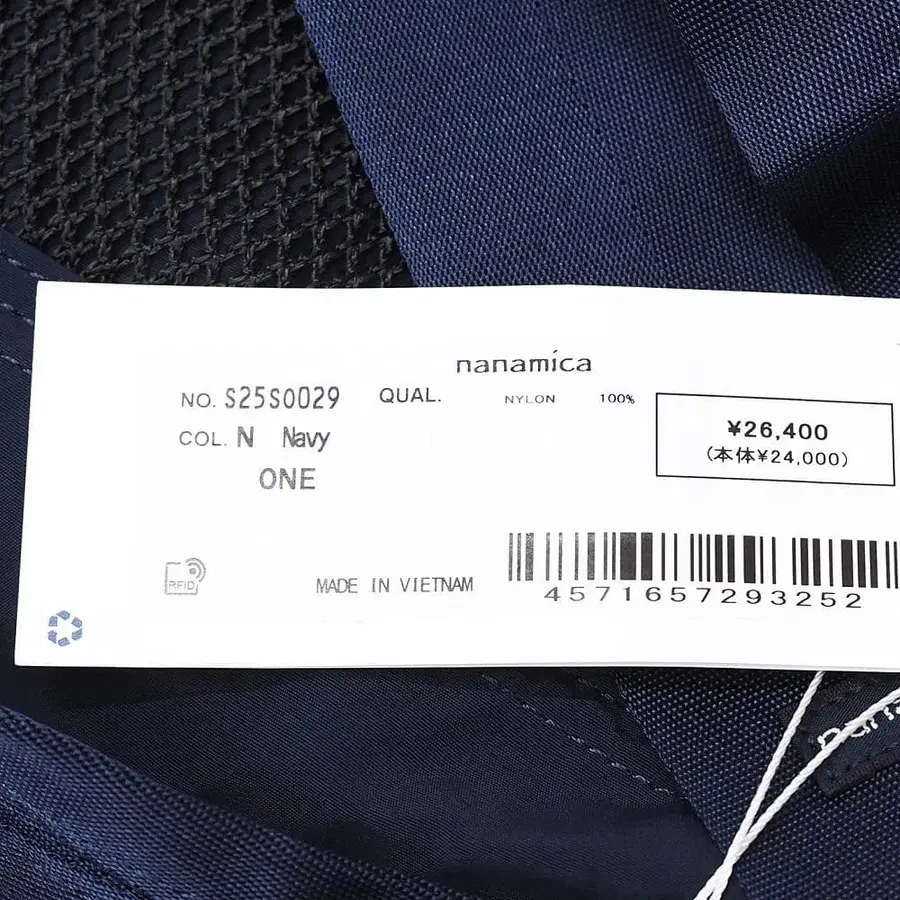 nanamica
NO. S25S0029 QUAL. NYLON 100%
COL. N Navy
ONE
¥26,400
(本体¥24,000)
RFID
MADE IN VIETNAM
4571657293252